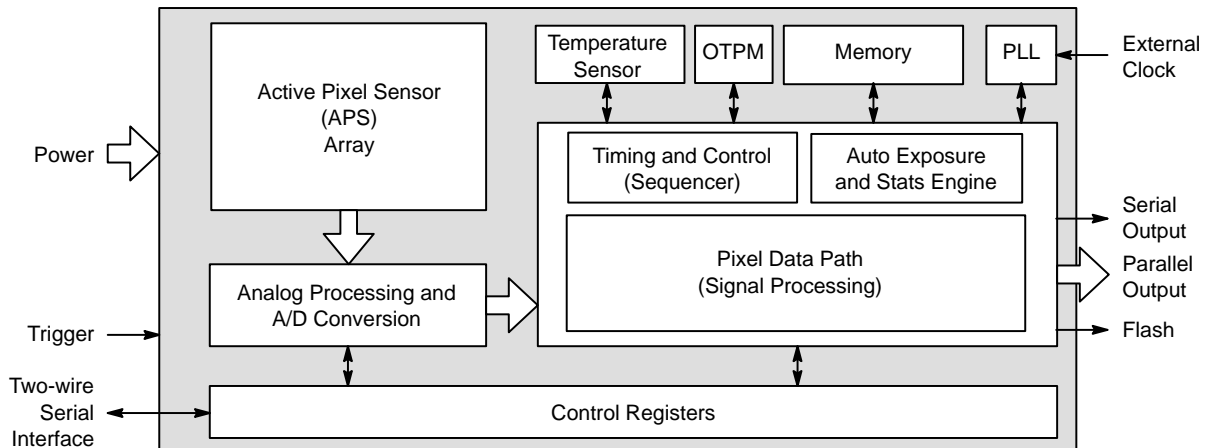 Temperature
Sensor
OTPM
Memory
PLL
External
Clock
Active Pixel Sensor
(APS)
Array
Power
Timing and Control
(Sequencer)
Auto Exposure
and Stats Engine
Serial
Output
Pixel Data Path
(Signal Processing)
Parallel
Output
Analog Processing and
A/D Conversion
Trigger
Flash
Two-wire
Serial
Interface
Control Registers